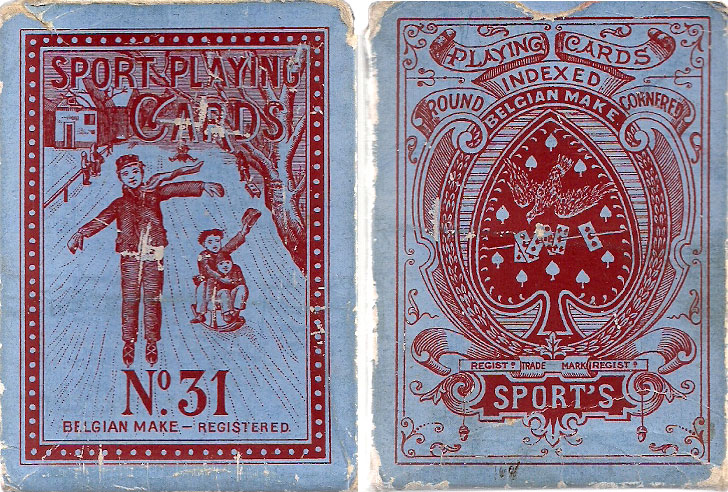 SPORT PLAYING
CARDS
No. 31
BELGIAN MAKE — REGISTERED.
PLAYING CARDS
INDEXED
ROUND CORNERED
BELGIAN MAKE
REGISTD TRADE MARK REGISTD
SPORT'S